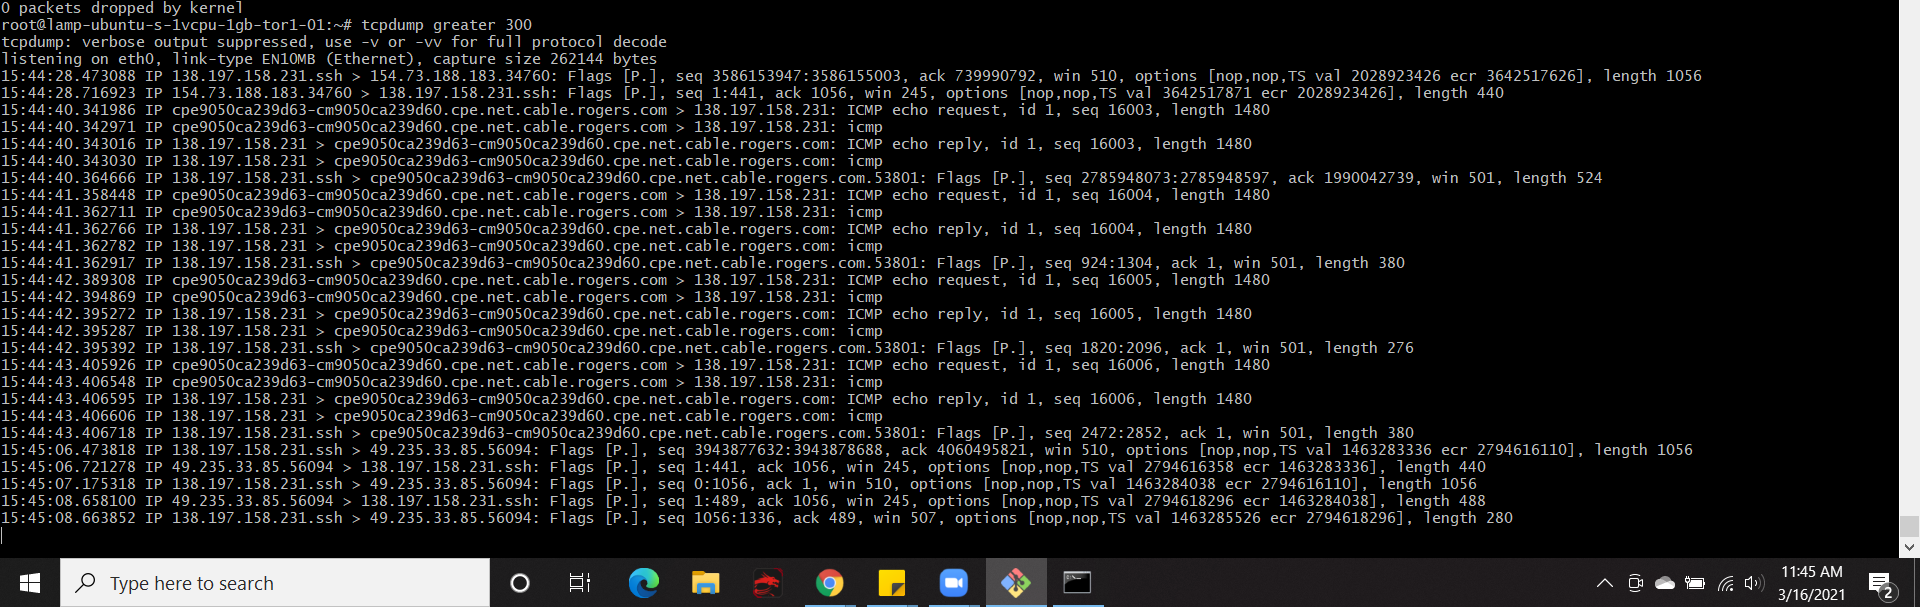 0 packets dropped by kernel
root@lamp-ubuntu-s-1vcpu-1gb-tor1-01:~# tcpdump greater 300
tcpdump: verbose output suppressed, use -v or -vv for full protocol decode
listening on eth0, link-type EN10MB (Ethernet), capture size 262144 bytes
15:44:28.473088 IP 138.197.158.231.ssh > 154.73.188.183.34760: Flags [P.], seq 3586153947:3586155003, ack 739990792, win 510, options [nop,nop,TS val 2028923426 ecr 3642517626], length 1056
15:44:28.716923 IP 154.73.188.183.34760 > 138.197.158.231.ssh: Flags [P.], seq 1:441, ack 1056, win 245, options [nop,nop,TS val 3642517871 ecr 2028923426], length 440
15:44:40.341986 IP cpe9050ca239d63-cm9050ca239d60.cpe.net.cable.rogers.com > 138.197.158.231: ICMP echo request, id 1, seq 16003, length 1480
15:44:40.342971 IP cpe9050ca239d63-cm9050ca239d60.cpe.net.cable.rogers.com > 138.197.158.231: icmp
15:44:40.343016 IP 138.197.158.231 > cpe9050ca239d63-cm9050ca239d60.cpe.net.cable.rogers.com: ICMP echo reply, id 1, seq 16003, length 1480
15:44:40.343030 IP 138.197.158.231 > cpe9050ca239d63-cm9050ca239d60.cpe.net.cable.rogers.com: icmp
15:44:40.364666 IP 138.197.158.231.ssh > cpe9050ca239d63-cm9050ca239d60.cpe.net.cable.rogers.com.53801: Flags [P.], seq 2785948073:2785948597, ack 1990042739, win 501, length 524
15:44:41.358448 IP cpe9050ca239d63-cm9050ca239d60.cpe.net.cable.rogers.com > 138.197.158.231: ICMP echo request, id 1, seq 16004, length 1480
15:44:41.362711 IP cpe9050ca239d63-cm9050ca239d60.cpe.net.cable.rogers.com > 138.197.158.231: icmp
15:44:41.362766 IP 138.197.158.231 > cpe9050ca239d63-cm9050ca239d60.cpe.net.cable.rogers.com: ICMP echo reply, id 1, seq 16004, length 1480
15:44:41.362782 IP 138.197.158.231 > cpe9050ca239d63-cm9050ca239d60.cpe.net.cable.rogers.com: icmp
15:44:41.362917 IP 138.197.158.231.ssh > cpe9050ca239d63-cm9050ca239d60.cpe.net.cable.rogers.com.53801: Flags [P.], seq 924:1304, ack 1, win 501, length 380
15:44:42.389308 IP cpe9050ca239d63-cm9050ca239d60.cpe.net.cable.rogers.com > 138.197.158.231: ICMP echo request, id 1, seq 16005, length 1480
15:44:42.394869 IP cpe9050ca239d63-cm9050ca239d60.cpe.net.cable.rogers.com > 138.197.158.231: icmp
15:44:42.395272 IP 138.197.158.231 > cpe9050ca239d63-cm9050ca239d60.cpe.net.cable.rogers.com: ICMP echo reply, id 1, seq 16005, length 1480
15:44:42.395287 IP 138.197.158.231 > cpe9050ca239d63-cm9050ca239d60.cpe.net.cable.rogers.com: icmp
15:44:42.395392 IP 138.197.158.231.ssh > cpe9050ca239d63-cm9050ca239d60.cpe.net.cable.rogers.com.53801: Flags [P.], seq 1820:2096, ack 1, win 501, length 276
15:44:43.405926 IP cpe9050ca239d63-cm9050ca239d60.cpe.net.cable.rogers.com > 138.197.158.231: ICMP echo request, id 1, seq 16006, length 1480
15:44:43.406548 IP cpe9050ca239d63-cm9050ca239d60.cpe.net.cable.rogers.com > 138.197.158.231: icmp
15:44:43.406595 IP 138.197.158.231 > cpe9050ca239d63-cm9050ca239d60.cpe.net.cable.rogers.com: ICMP echo reply, id 1, seq 16006, length 1480
15:44:43.406606 IP 138.197.158.231 > cpe9050ca239d63-cm9050ca239d60.cpe.net.cable.rogers.com: icmp
15:44:43.406718 IP 138.197.158.231.ssh > cpe9050ca239d63-cm9050ca239d60.cpe.net.cable.rogers.com.53801: Flags [P.], seq 2472:2852, ack 1, win 501, length 380
15:45:06.473818 IP 138.197.158.231.ssh > 49.235.33.85.56094: Flags [P.], seq 3943877632:3943878688, ack 4060495821, win 510, options [nop,nop,TS val 1463283336 ecr 2794616110], length 1056
15:45:06.721278 IP 49.235.33.85.56094 > 138.197.158.231.ssh: Flags [P.], seq 1:441, ack 1056, win 245, options [nop,nop,TS val 2794616358 ecr 1463283336], length 440
15:45:07.175318 IP 138.197.158.231.ssh > 49.235.33.85.56094: Flags [P.], seq 0:1056, ack 1, win 510, options [nop,nop,TS val 1463284038 ecr 2794616110], length 1056
15:45:08.658100 IP 49.235.33.85.56094 > 138.197.158.231.ssh: Flags [P.], seq 1:489, ack 1056, win 245, options [nop,nop,TS val 2794618296 ecr 1463284038], length 488
15:45:08.663852 IP 138.197.158.231.ssh > 49.235.33.85.56094: Flags [P.], seq 1056:1336, ack 489, win 507, options [nop,nop,TS val 1463285526 ecr 2794618296], length 280
Type here to search
11:45 AM
3/16/2021
2